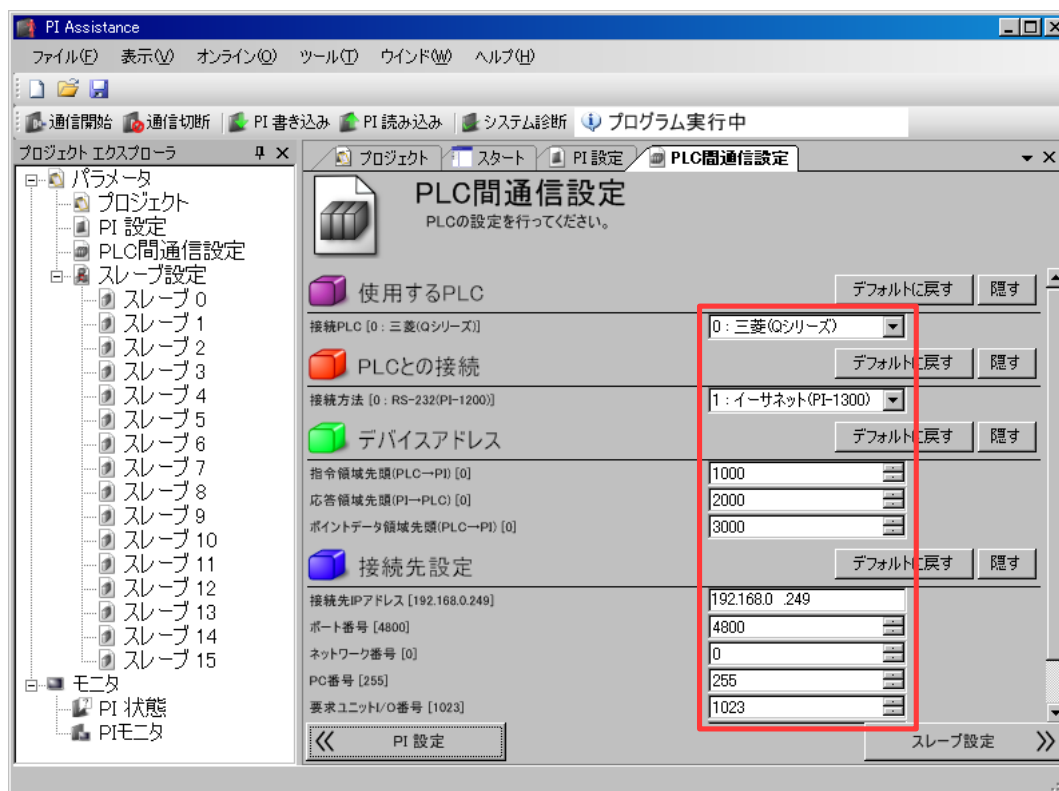 PI Assistance
ファイル(F) 表示(V) オンライン(O) ツール(T) ウインド(W) ヘルプ(H)
通信開始 通信切断 PI 書き込み PI 読み込み システム診断 プログラム実行中
プロジェクト エクスプローラ
パラメータ
プロジェクト
PI 設定
PLC間通信設定
スレーブ設定
スレーブ 0
スレーブ 1
スレーブ 2
スレーブ 3
スレーブ 4
スレーブ 5
スレーブ 6
スレーブ 7
スレーブ 8
スレーブ 9
スレーブ 10
スレーブ 11
スレーブ 12
スレーブ 13
スレーブ 14
スレーブ 15
モニタ
PI 状態
PIモニタ
プロジェクト スタート PI 設定 PLC間通信設定
PLC間通信設定
PLCの設定を行ってください。
使用するPLC デフォルトに戻す 隠す
接続PLC [0 : 三菱(Qシリーズ)] 0 : 三菱(Qシリーズ)
PLCとの接続 デフォルトに戻す 隠す
接続方法 [0 : RS-232(PI-1200)] 1 : イーサネット(PI-1300)
デバイスアドレス デフォルトに戻す 隠す
指令領域先頭(PLC→PI) [0] 1000
応答領域先頭(PI→PLC) [0] 2000
ポイントデータ領域先頭(PLC→PI) [0] 3000
接続先設定 デフォルトに戻す 隠す
接続先IPアドレス [192.168.0.249] 192.168.0 .249
ポート番号 [4800] 4800
ネットワーク番号 [0] 0
PC番号 [255] 255
要求ユニットI/O番号 [1023] 1023
PI 設定 スレーブ設定